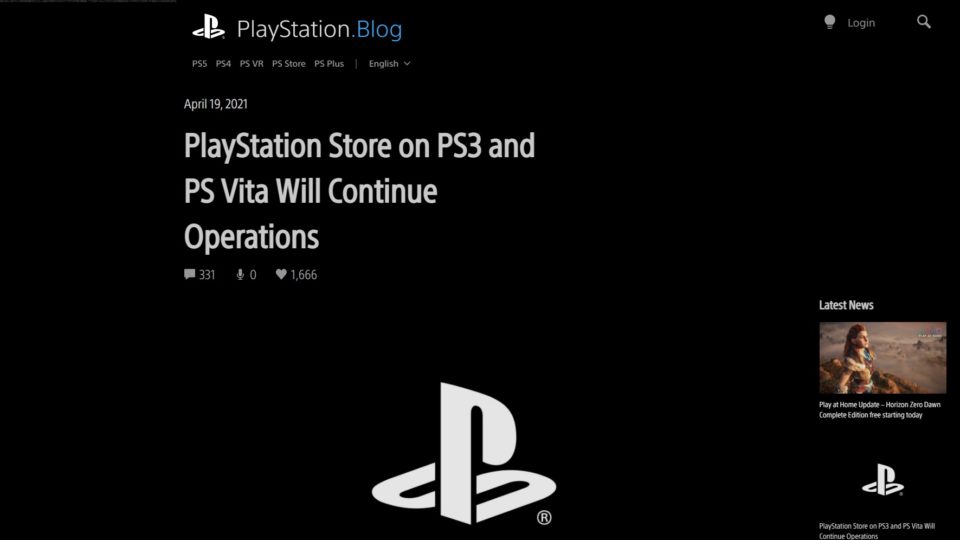 PlayStation.Blog
Login
PS5 PS4 PS VR PS Store PS Plus | English
April 19, 2021
PlayStation Store on PS3 and
PS Vita Will Continue
Operations
331 0 1,666
Latest News
Play at Home Update – Horizon Zero Dawn
Complete Edition free starting today
®
PlayStation Store on PS3 and PS Vita Will
Continue Operations